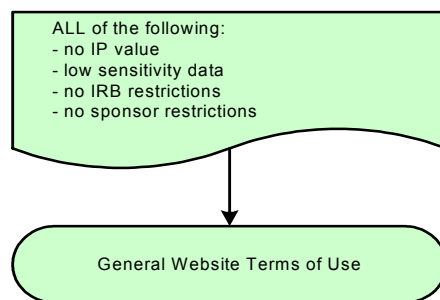 ALL of the following:
- no IP value
- low sensitivity data
- no IRB restrictions
- no sponsor restrictions
General Website Terms of Use